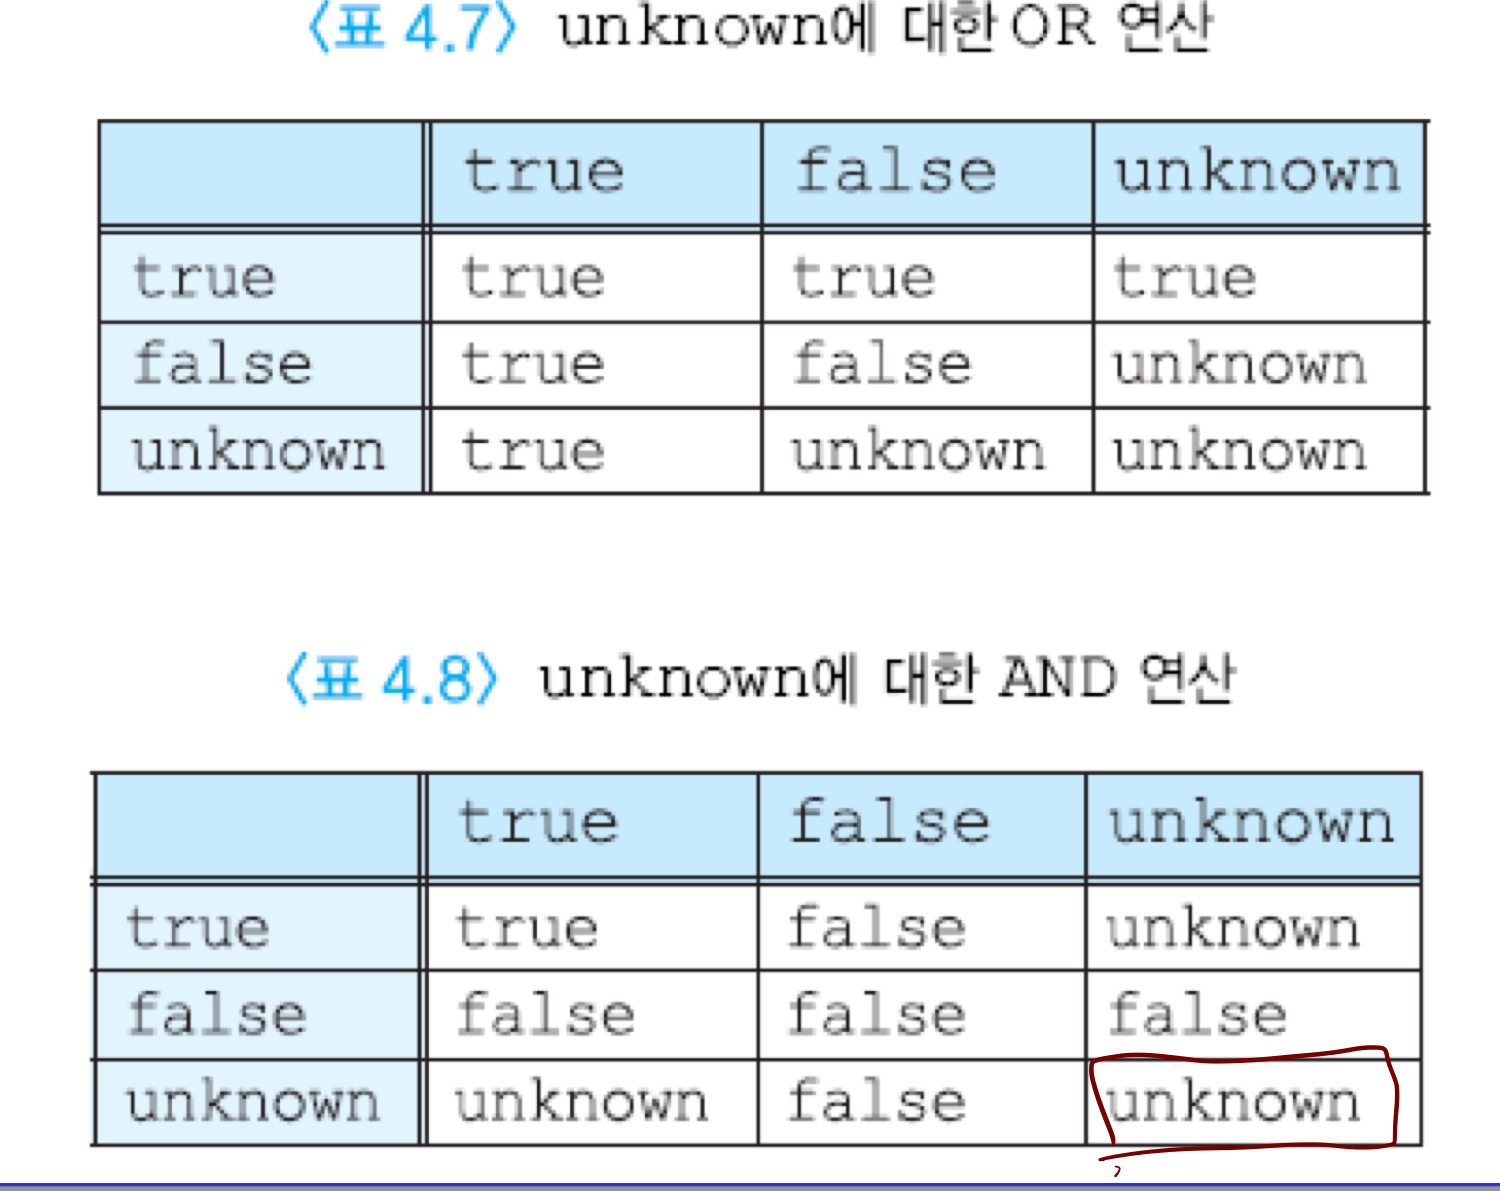 〈표 4.7〉 unknown에 대한 OR 연산
true false unknown
true true true true
false true false unknown
unknown true unknown unknown
〈표 4.8〉 unknown에 대한 AND 연산
true false unknown
true true false unknown
false false false false
unknown unknown false unknown